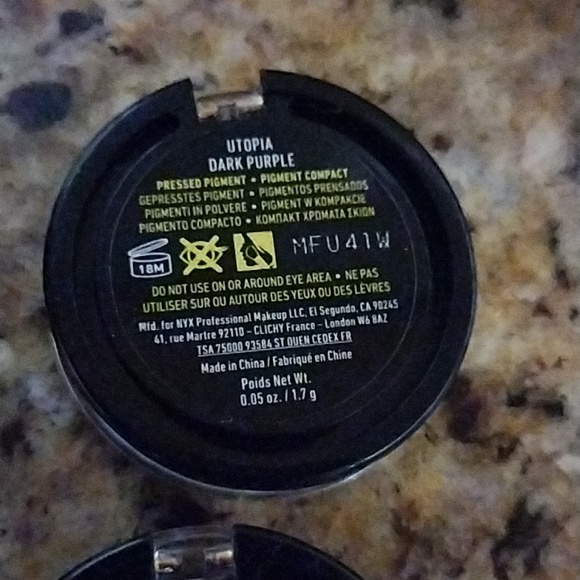 UTOPIA
DARK PURPLE
PRESSED PIGMENT • PIGMENT COMPACT
GEPRESSTES PIGMENT • PIGMENTOS PRENSADOS
PIGMENTI IN POLVERE • PIGMENT W KOMPAKCIE
PIGMENTO COMPACTO • ΚΟΜΠΑΚΤ ΧΡΩΜΑΤΑ ΣΚΙΩΝ
18M
MFU41W
DO NOT USE ON OR AROUND EYE AREA • NE PAS
UTILISER SUR OU AUTOUR DES YEUX OU DES LÈVRES
Mfd. for NYX Professional Makeup LLC, El Segundo, CA 90245
41, rue Martre 92110 - CLICHY France - London W6 8AZ
TSA 75000 93584 ST OUEN CEDEX FR
Made in China / Fabriqué en Chine
Poids Net Wt.
0.05 oz. / 1.7 g